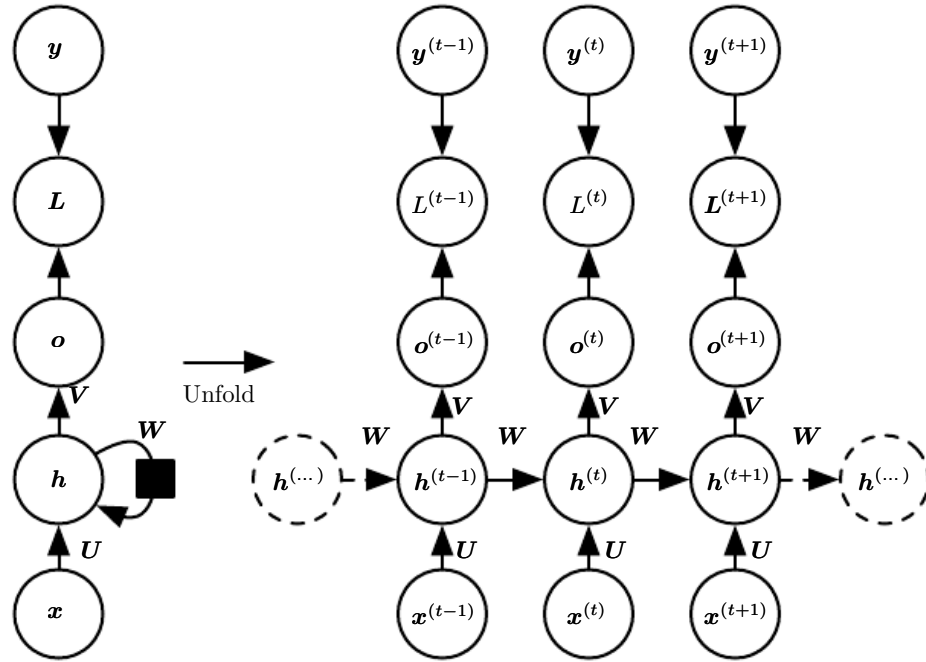 y y^(t−1) y^(t) y^(t+1)
L L^(t−1) L^(t) L^(t+1)
o o^(t−1) o^(t) o^(t+1)
Unfold
V V V V
W W W W W
h h^(...) h^(t−1) h^(t) h^(t+1) h^(...)
U U U U
x x^(t−1) x^(t) x^(t+1)